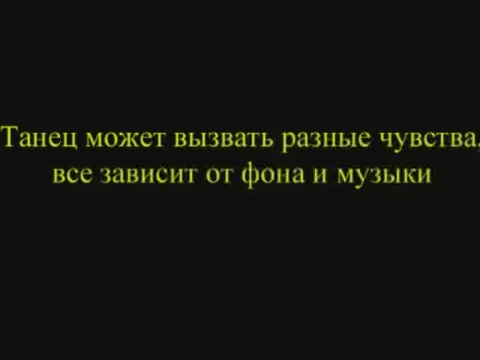 Танец может вызвать разные чувства.
все зависит от фона и музыки